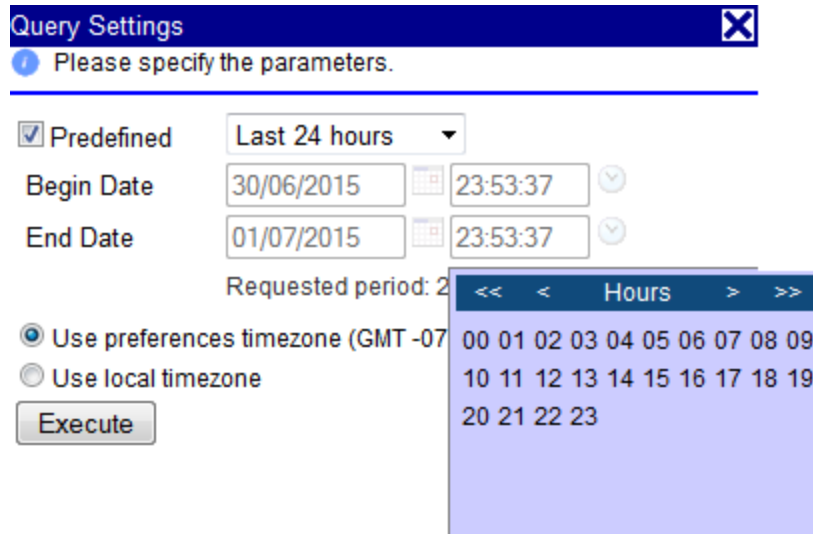 Query Settings
Please specify the parameters.
Predefined Last 24 hours
Begin Date 30/06/2015 23:53:37
End Date 01/07/2015 23:53:37
Requested period: 2
<< < Hours > >>
Use preferences timezone (GMT -07
00 01 02 03 04 05 06 07 08 09
Use local timezone
10 11 12 13 14 15 16 17 18 19
Execute
20 21 22 23